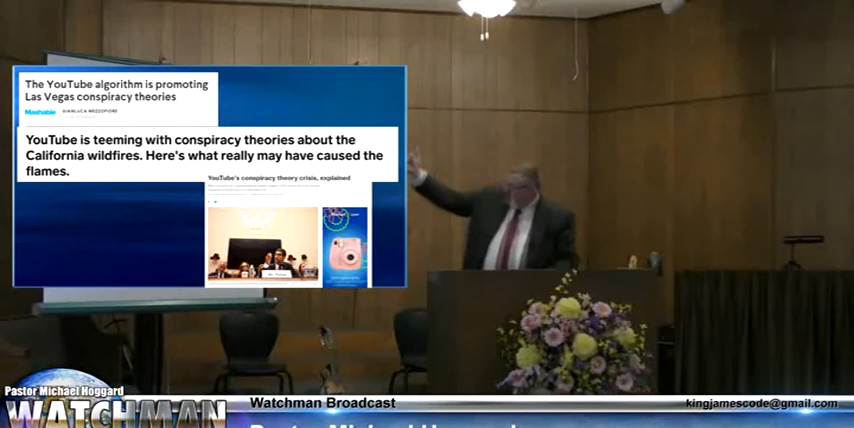 The YouTube algorithm is promoting
Las Vegas conspiracy theories
Mashable GIANLUCA MEZZOFIORE
YouTube is teeming with conspiracy theories about the
California wildfires. Here's what really may have caused the
flames.
YouTube's conspiracy theory crisis, explained
Pastor Michael Hoggard
WATCHMAN
Watchman Broadcast
kingjamescode@gmail.com